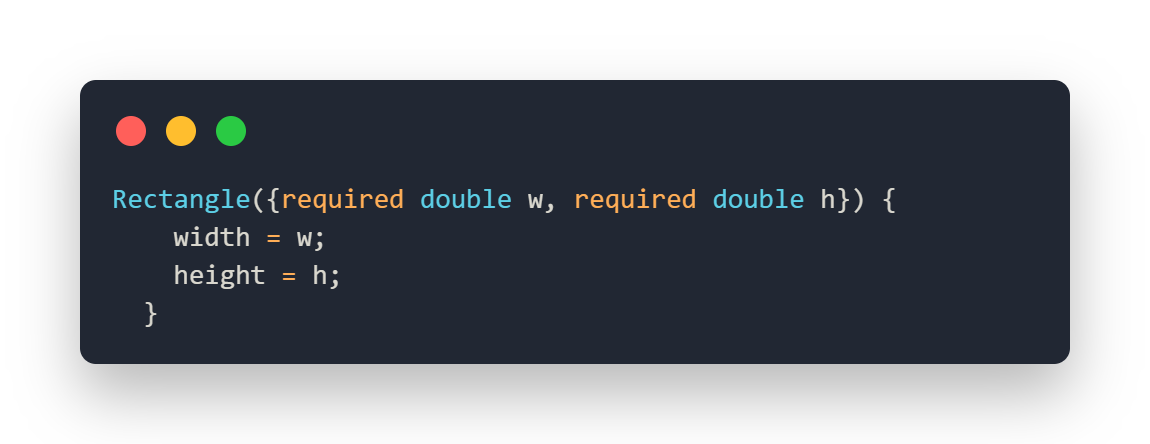 Rectangle({required double w, required double h}) {
    width = w;
    height = h;
  }